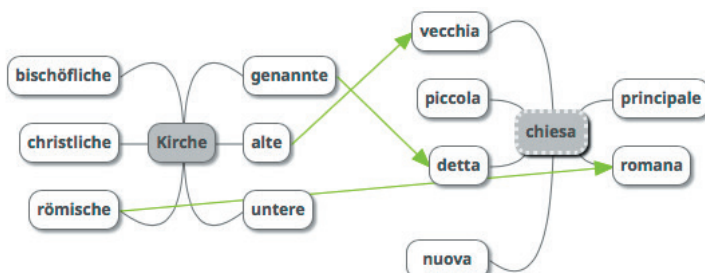 vecchia
bischöfliche genannte
piccola principale
chiesa
christliche Kirche alte
detta romana
römische untere
nuova